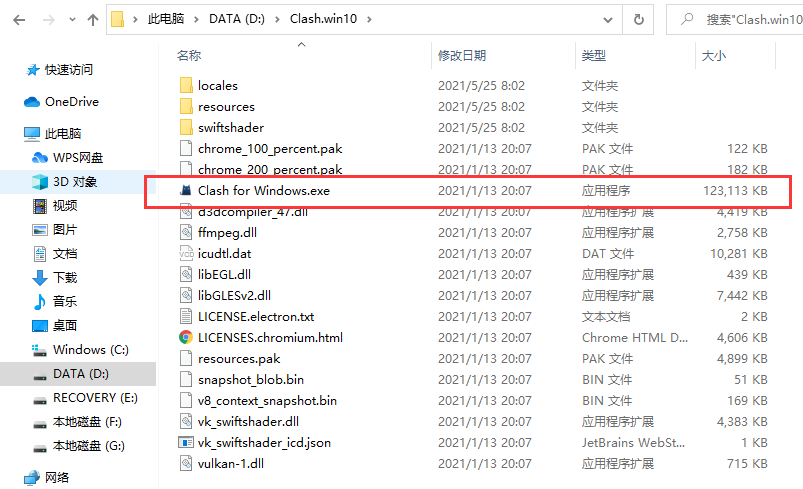 此电脑 DATA (D:) Clash.win10 搜索"Clash.win10
名称 修改日期 类型 大小
快速访问
OneDrive
此电脑
WPS网盘
3D 对象
视频
图片
文档
下载
音乐
桌面
Windows (C:)
DATA (D:)
RECOVERY (E:)
本地磁盘 (F:)
本地磁盘 (G:)
网络
locales 2021/5/25 8:02 文件夹
resources 2021/5/25 8:02 文件夹
swiftshader 2021/5/25 8:02 文件夹
chrome_100_percent.pak 2021/1/13 20:07 PAK 文件 122 KB
chrome_200_percent.pak 2021/1/13 20:07 PAK 文件 182 KB
Clash for Windows.exe 2021/1/13 20:07 应用程序 123,113 KB
d3dcompiler_47.dll 2021/1/13 20:07 应用程序扩展 4,419 KB
ffmpeg.dll 2021/1/13 20:07 应用程序扩展 2,758 KB
icudtl.dat 2021/1/13 20:07 DAT 文件 10,281 KB
libEGL.dll 2021/1/13 20:07 应用程序扩展 439 KB
libGLESv2.dll 2021/1/13 20:07 应用程序扩展 7,442 KB
LICENSE.electron.txt 2021/1/13 20:07 文本文档 2 KB
LICENSES.chromium.html 2021/1/13 20:07 Chrome HTML D... 4,606 KB
resources.pak 2021/1/13 20:07 PAK 文件 4,899 KB
snapshot_blob.bin 2021/1/13 20:07 BIN 文件 51 KB
v8_context_snapshot.bin 2021/1/13 20:07 BIN 文件 169 KB
vk_swiftshader.dll 2021/1/13 20:07 应用程序扩展 4,383 KB
vk_swiftshader_icd.json 2021/1/13 20:07 JetBrains WebSt... 1 KB
vulkan-1.dll 2021/1/13 20:07 应用程序扩展 715 KB